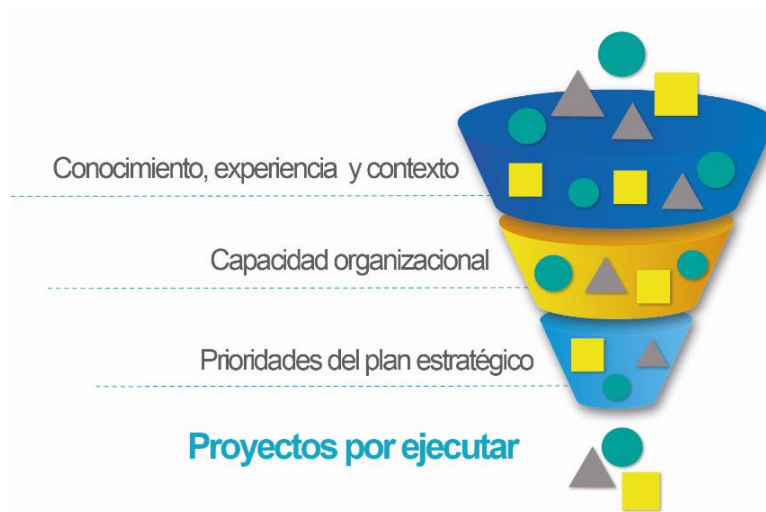 Conocimiento, experiencia y contexto
Capacidad organizacional
Prioridades del plan estratégico
Proyectos por ejecutar